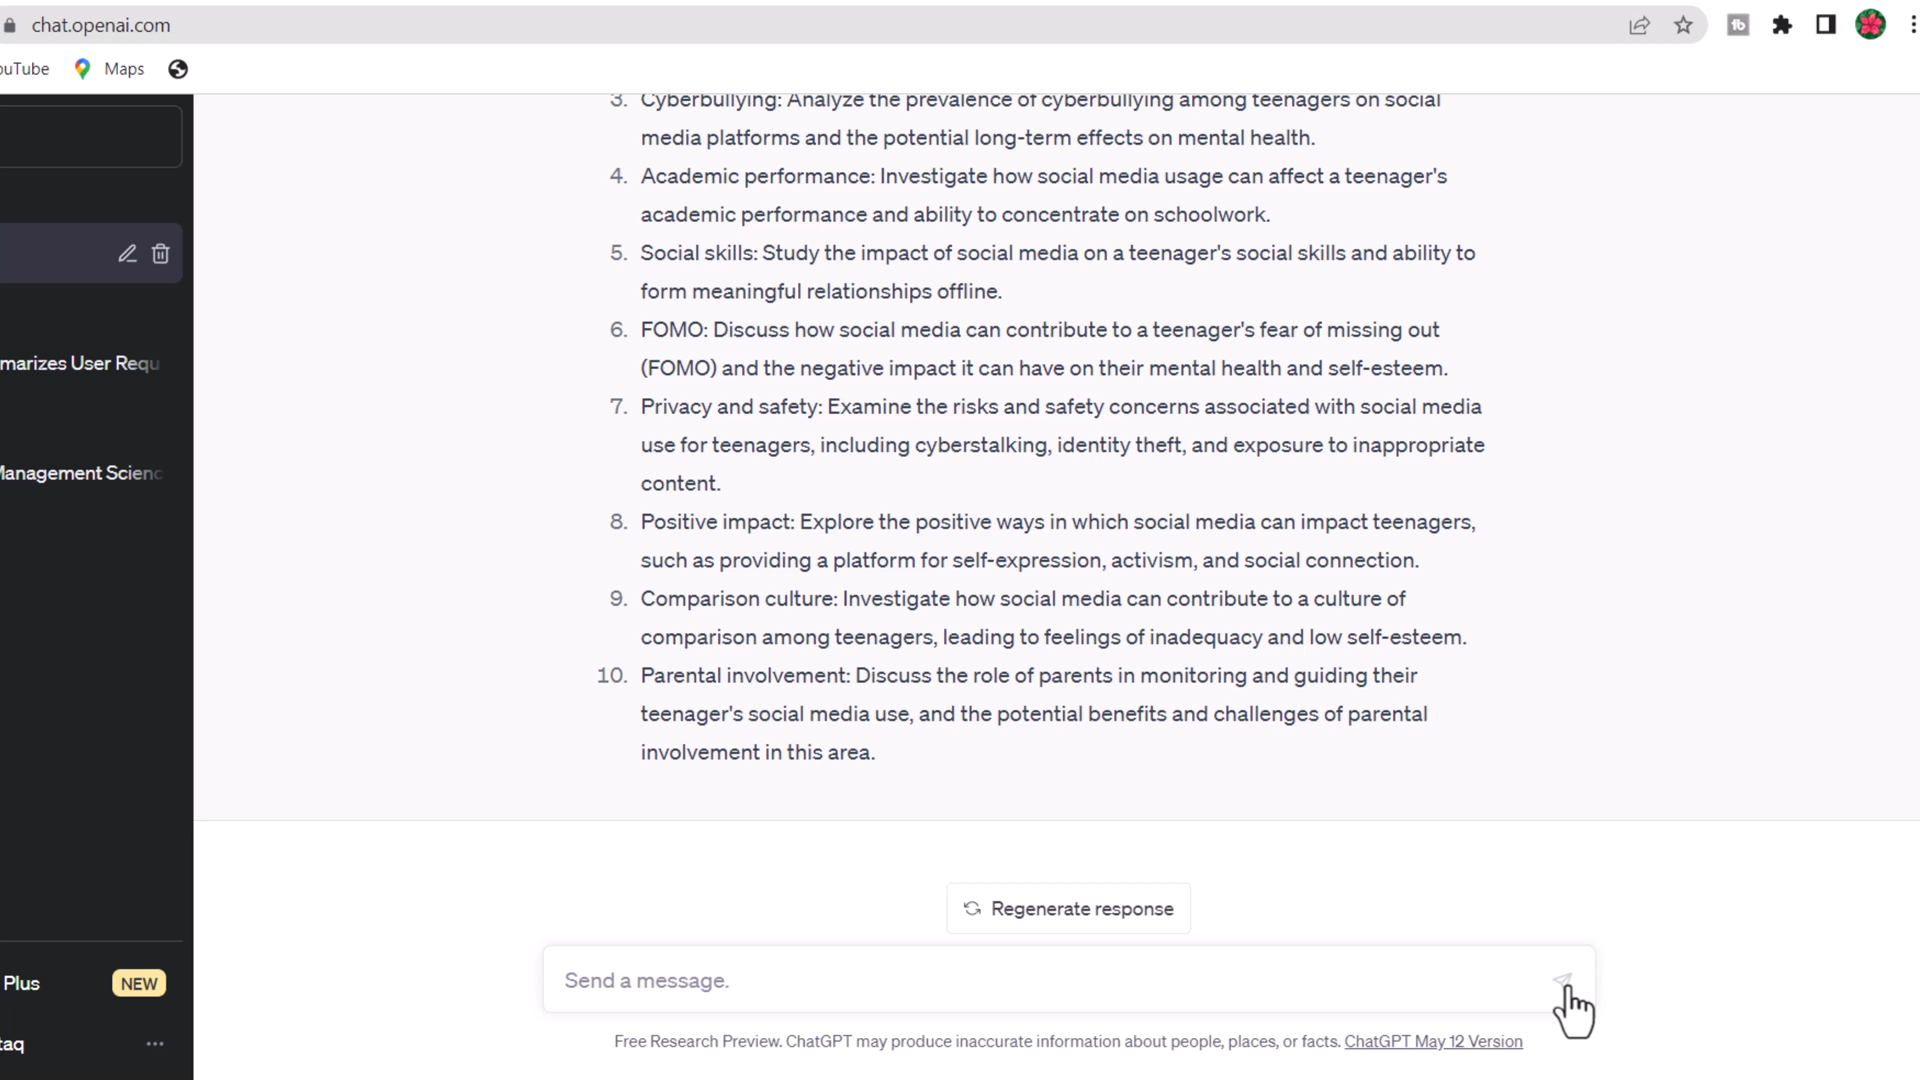 chat.openai.com
ouTube Maps
3. Cyberbullying: Analyze the prevalence of cyberbullying among teenagers on social
media platforms and the potential long-term effects on mental health.
4. Academic performance: Investigate how social media usage can affect a teenager's
academic performance and ability to concentrate on schoolwork.
5. Social skills: Study the impact of social media on a teenager's social skills and ability to
form meaningful relationships offline.
6. FOMO: Discuss how social media can contribute to a teenager's fear of missing out
(FOMO) and the negative impact it can have on their mental health and self-esteem.
7. Privacy and safety: Examine the risks and safety concerns associated with social media
use for teenagers, including cyberstalking, identity theft, and exposure to inappropriate
content.
8. Positive impact: Explore the positive ways in which social media can impact teenagers,
such as providing a platform for self-expression, activism, and social connection.
9. Comparison culture: Investigate how social media can contribute to a culture of
comparison among teenagers, leading to feelings of inadequacy and low self-esteem.
10. Parental involvement: Discuss the role of parents in monitoring and guiding their
teenager's social media use, and the potential benefits and challenges of parental
involvement in this area.
marizes User Requ
Management Scienc
Plus NEW
taq
Regenerate response
Send a message.
Free Research Preview. ChatGPT may produce inaccurate information about people, places, or facts. ChatGPT May 12 Version